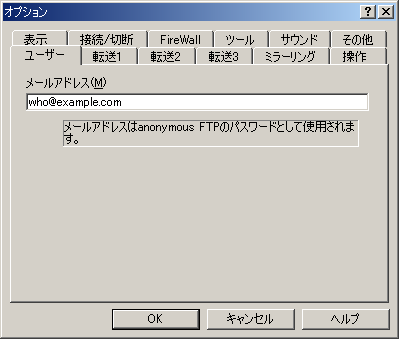 オプション
表示 接続/切断 FireWall ツール サウンド その他
ユーザー 転送1 転送2 転送3 ミラーリング 操作
メールアドレス(M)
who@example.com
メールアドレスはanonymous FTPのパスワードとして使用されま
す。
OK キャンセル ヘルプ